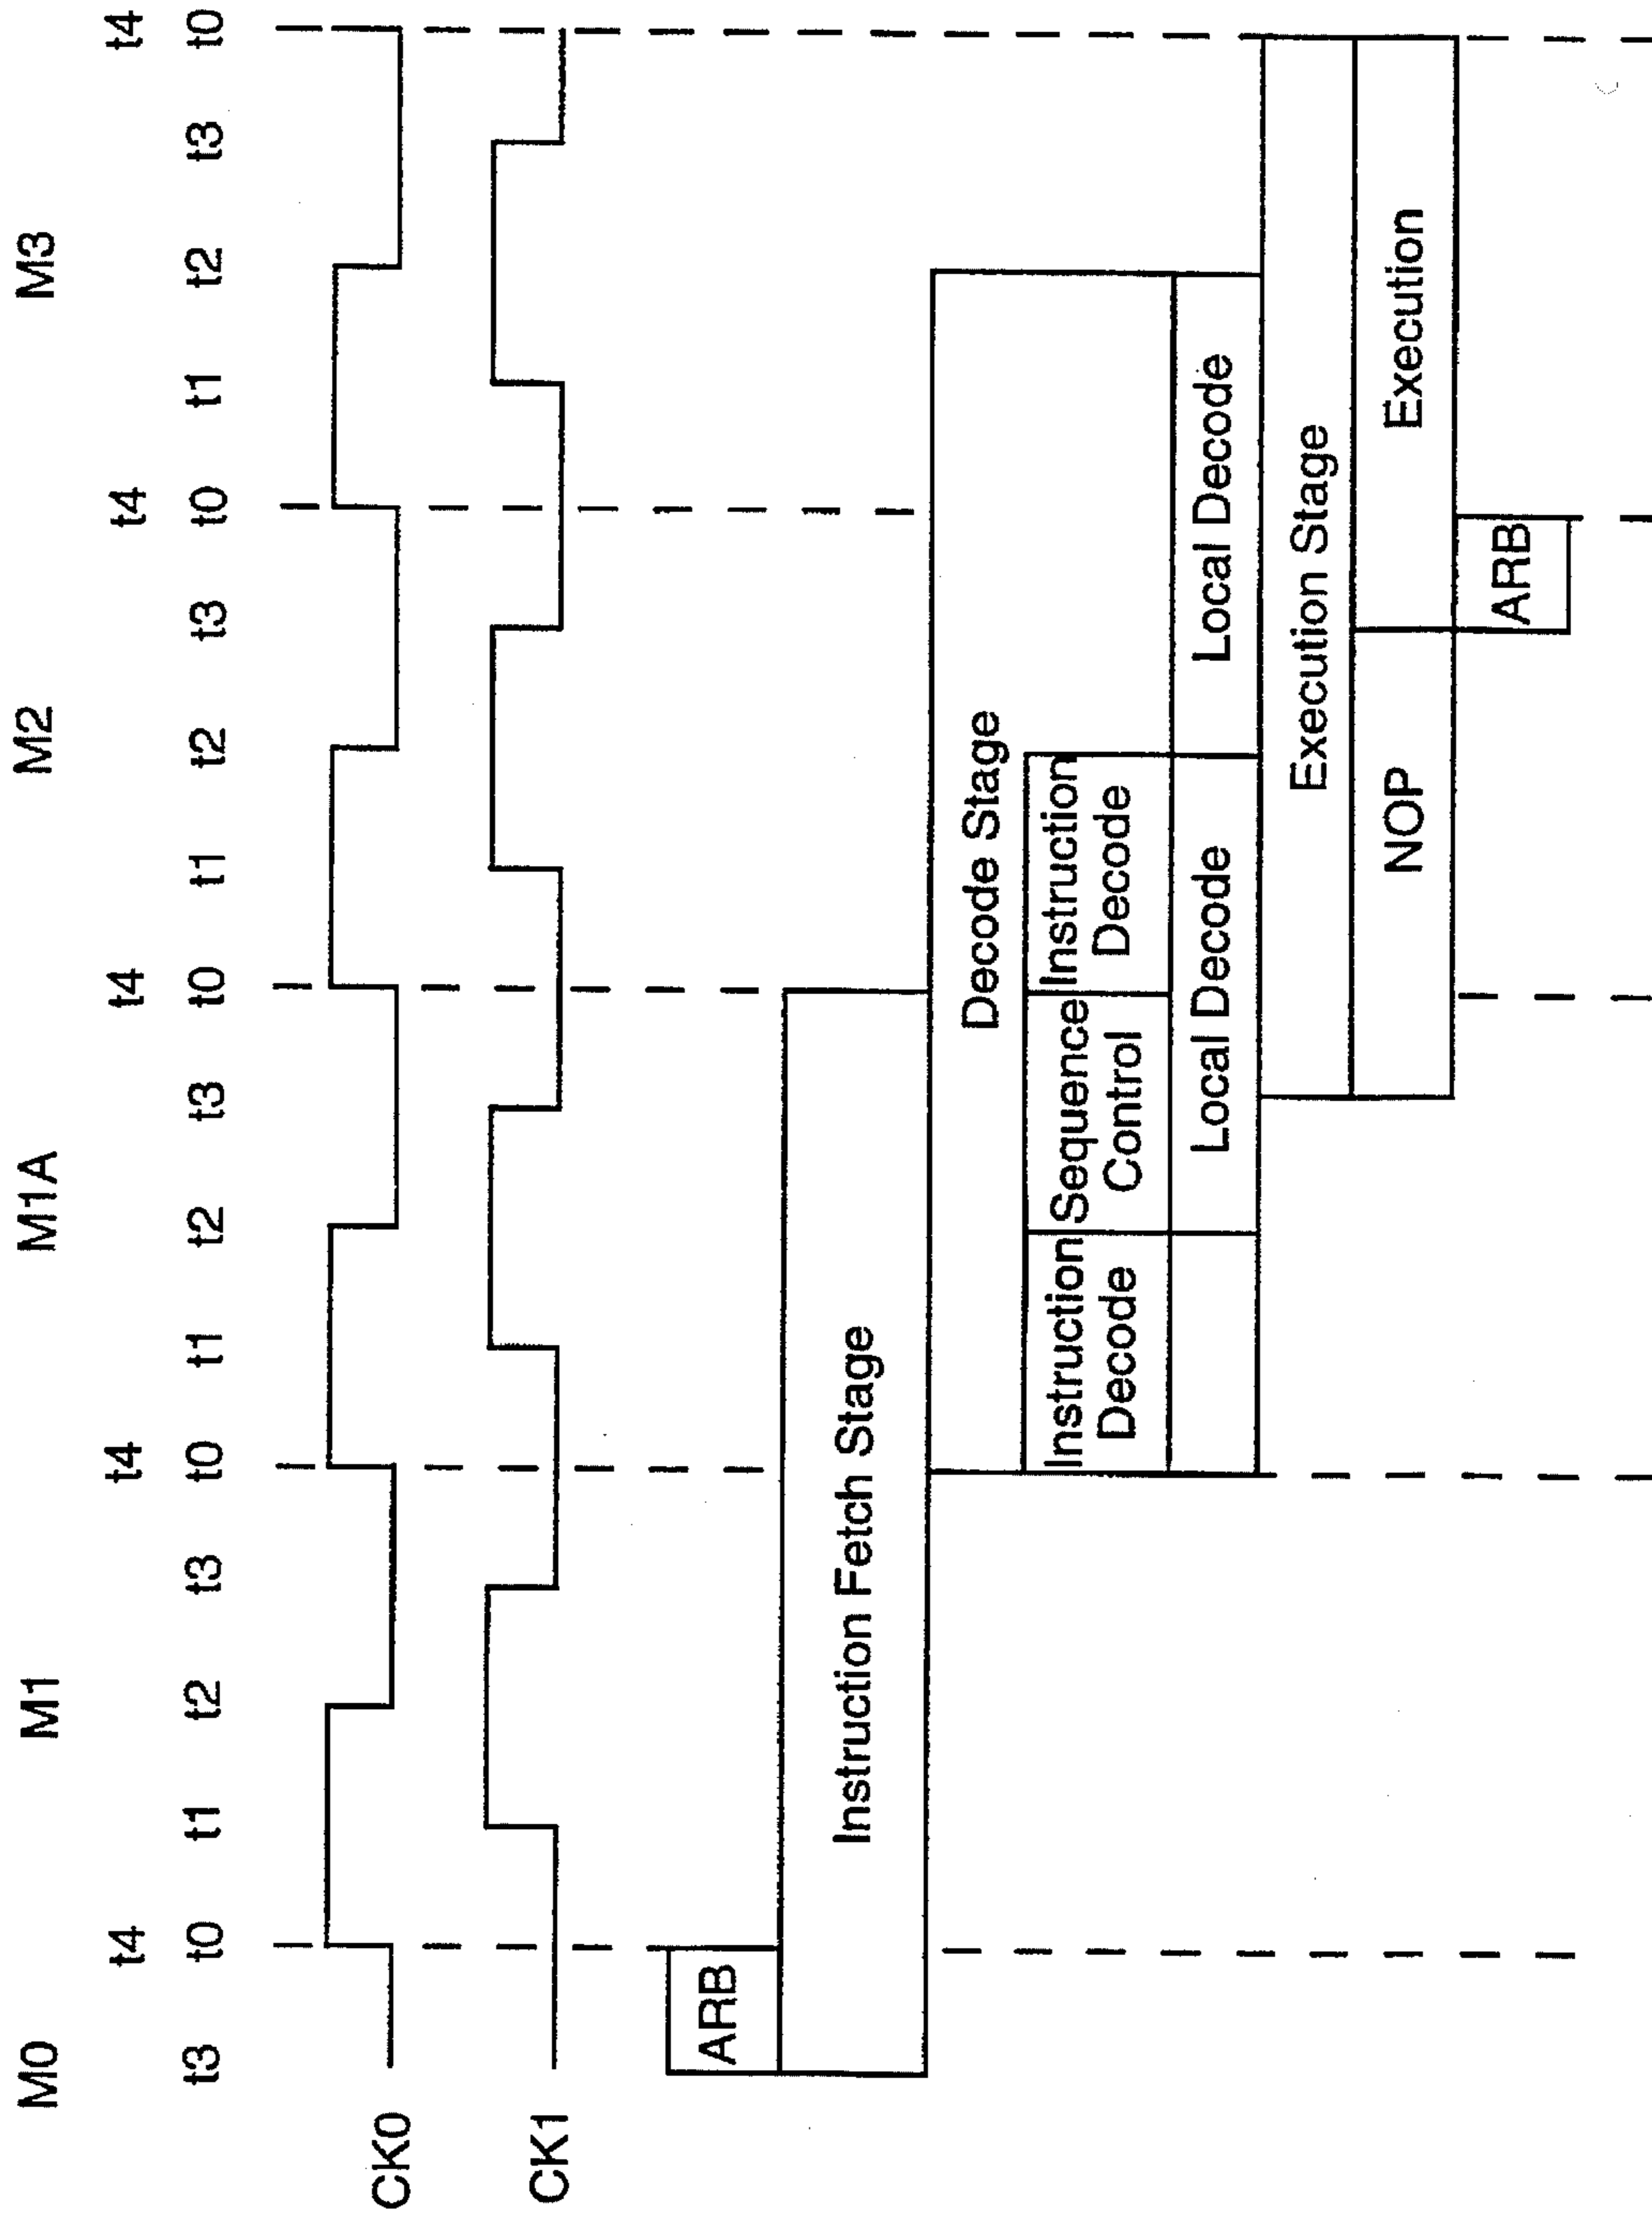 M0 M1 M1A M2 M3
t4 t4 t4 t4 t4
t3 t0 t1 t2 t3 t0 t1 t2 t3 t0 t1 t2 t3 t0 t1 t2 t3 t0
CK0
CK1
ARB
Instruction Fetch Stage
Decode Stage
Instruction
Decode
Sequence
Control
Instruction
Decode
Local Decode
Local Decode
Execution Stage
NOP
Execution
ARB